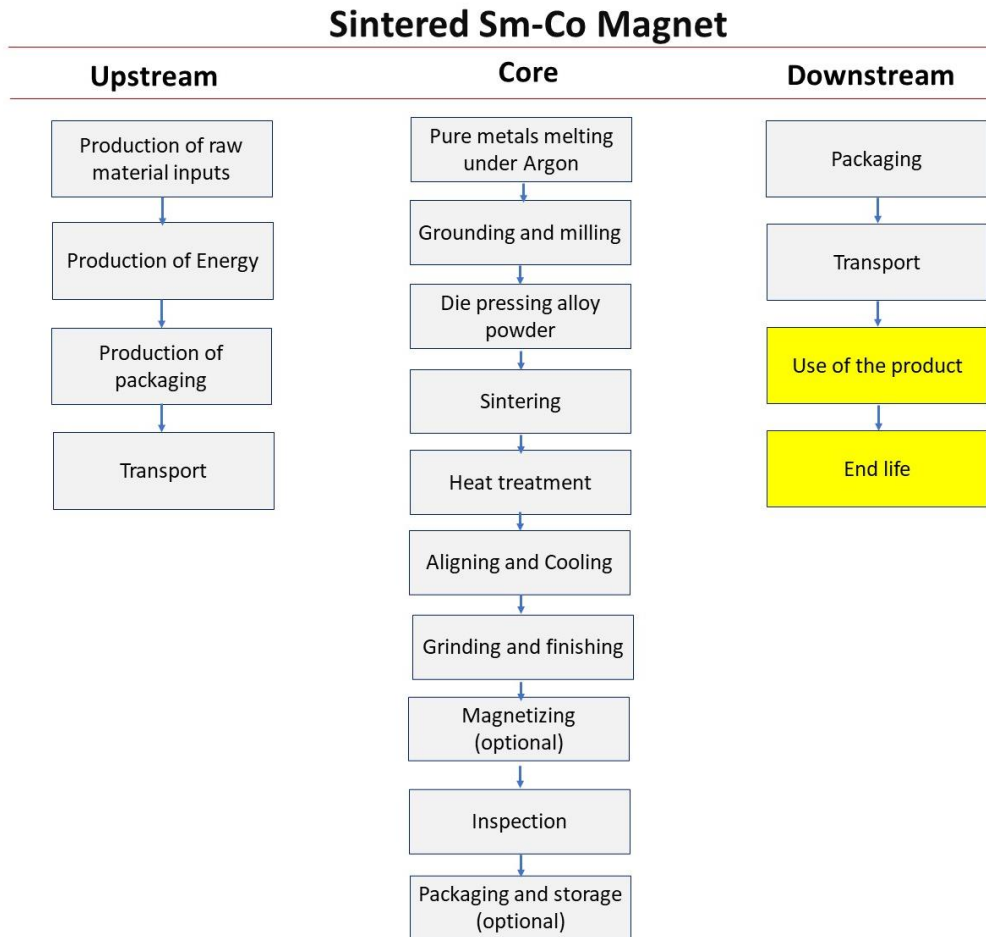 Sintered Sm-Co Magnet
Upstream
Core
Downstream
Production of raw
material inputs
Production of Energy
Production of
packaging
Transport
Pure metals melting
under Argon
Grounding and milling
Die pressing alloy
powder
Sintering
Heat treatment
Aligning and Cooling
Grinding and finishing
Magnetizing
(optional)
Inspection
Packaging and storage
(optional)
Packaging
Transport
Use of the product
End life